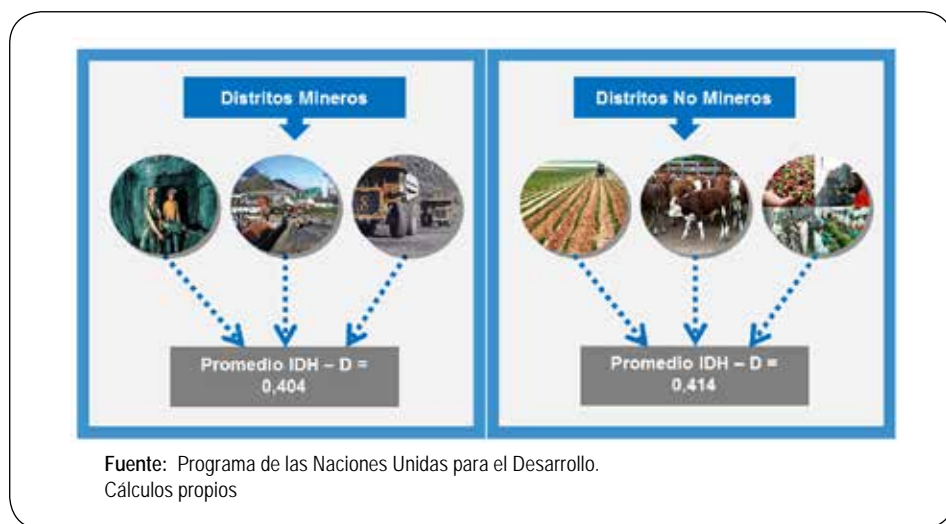 Distritos Mineros
Promedio IDH – D =
0,404
Distritos No Mineros
Promedio IDH – D =
0,414
Fuente: Programa de las Naciones Unidas para el Desarrollo.
Cálculos propios